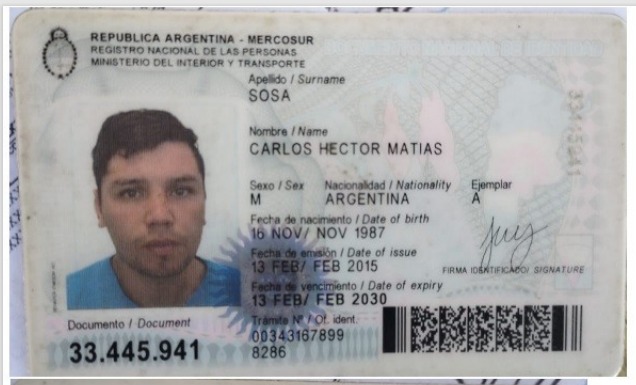 REPUBLICA ARGENTINA - MERCOSUR
REGISTRO NACIONAL DE LAS PERSONAS
MINISTERIO DEL INTERIOR Y TRANSPORTE
Apellido / Surname
SOSA
Nombre / Name
CARLOS HECTOR MATIAS
Sexo / Sex Nacionalidad / Nationality Ejemplar
M ARGENTINA A
Fecha de nacimiento / Date of birth
16 NOV/ NOV 1987
Fecha de emisión / Date of issue
13 FEB/ FEB 2015
FIRMA IDENTIFICADO/ SIGNATURE
Fecha de vencimiento / Date of expiry
13 FEB/ FEB 2030
Documento / Document
33.445.941
Trámite N° / Of. ident.
00343167899
8286
33445941